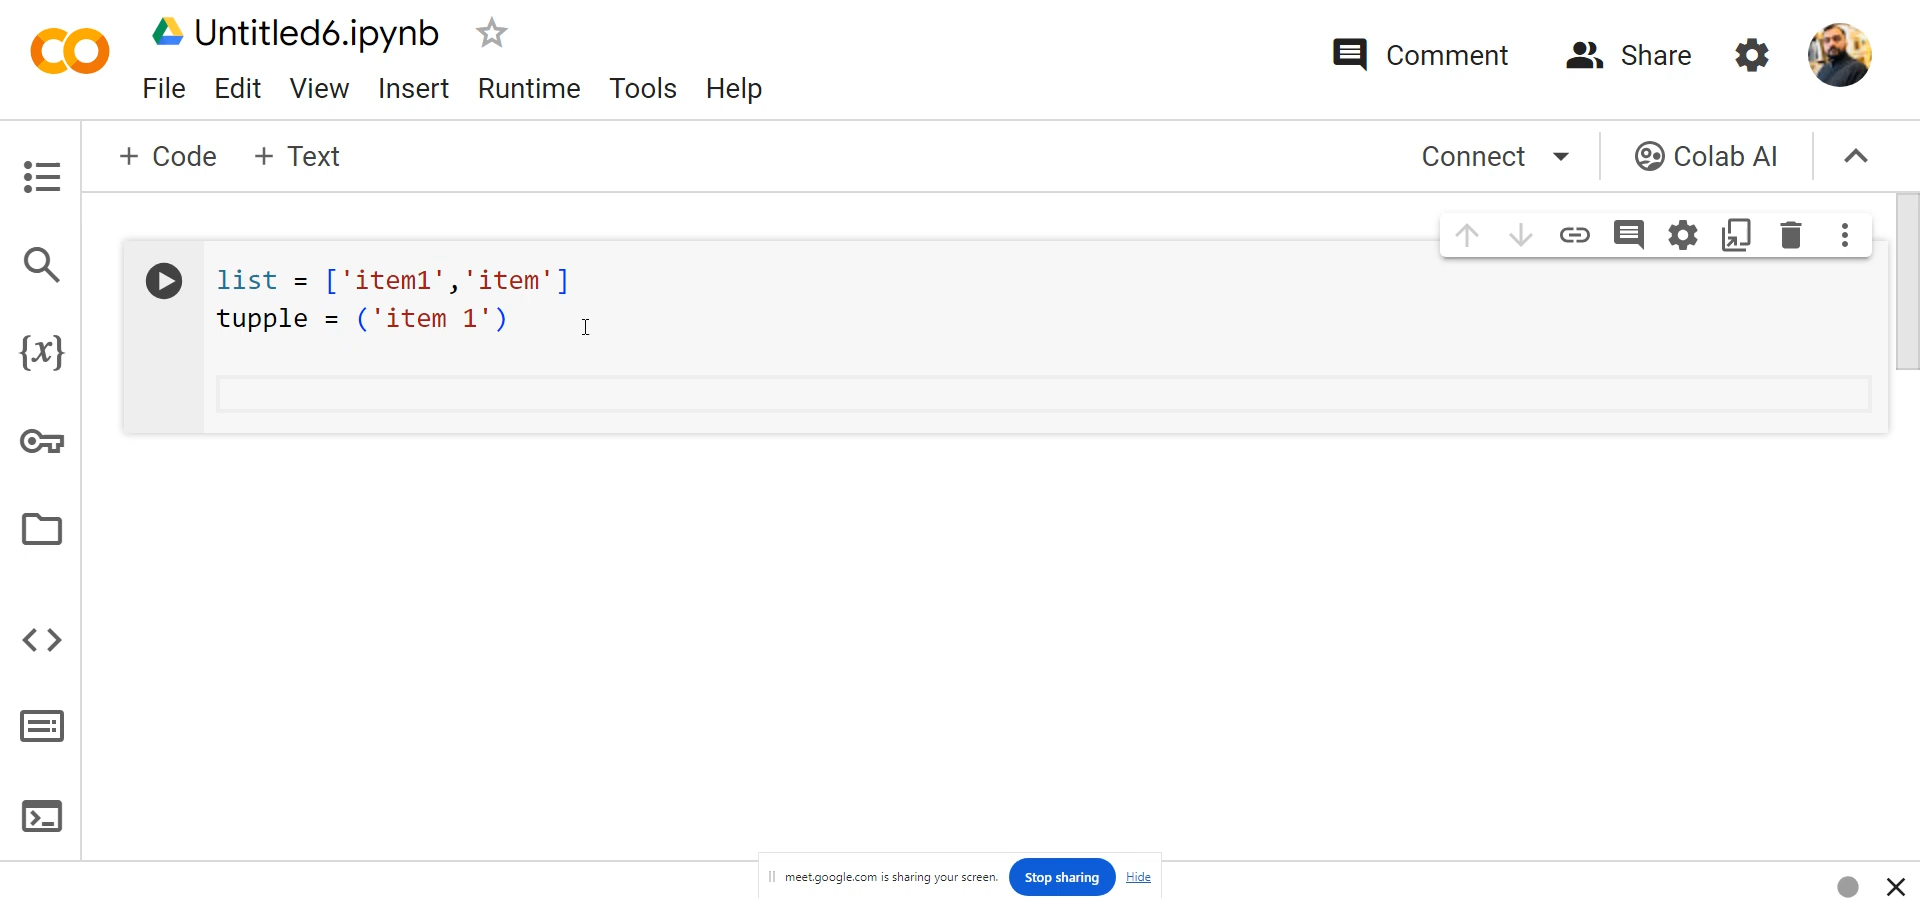 Untitled6.ipynb
File Edit View Insert Runtime Tools Help
Comment Share
+ Code + Text
Connect Colab AI
{x}
list = ['item1','item']
tupple = ('item 1')
meet.google.com is sharing your screen. Stop sharing Hide